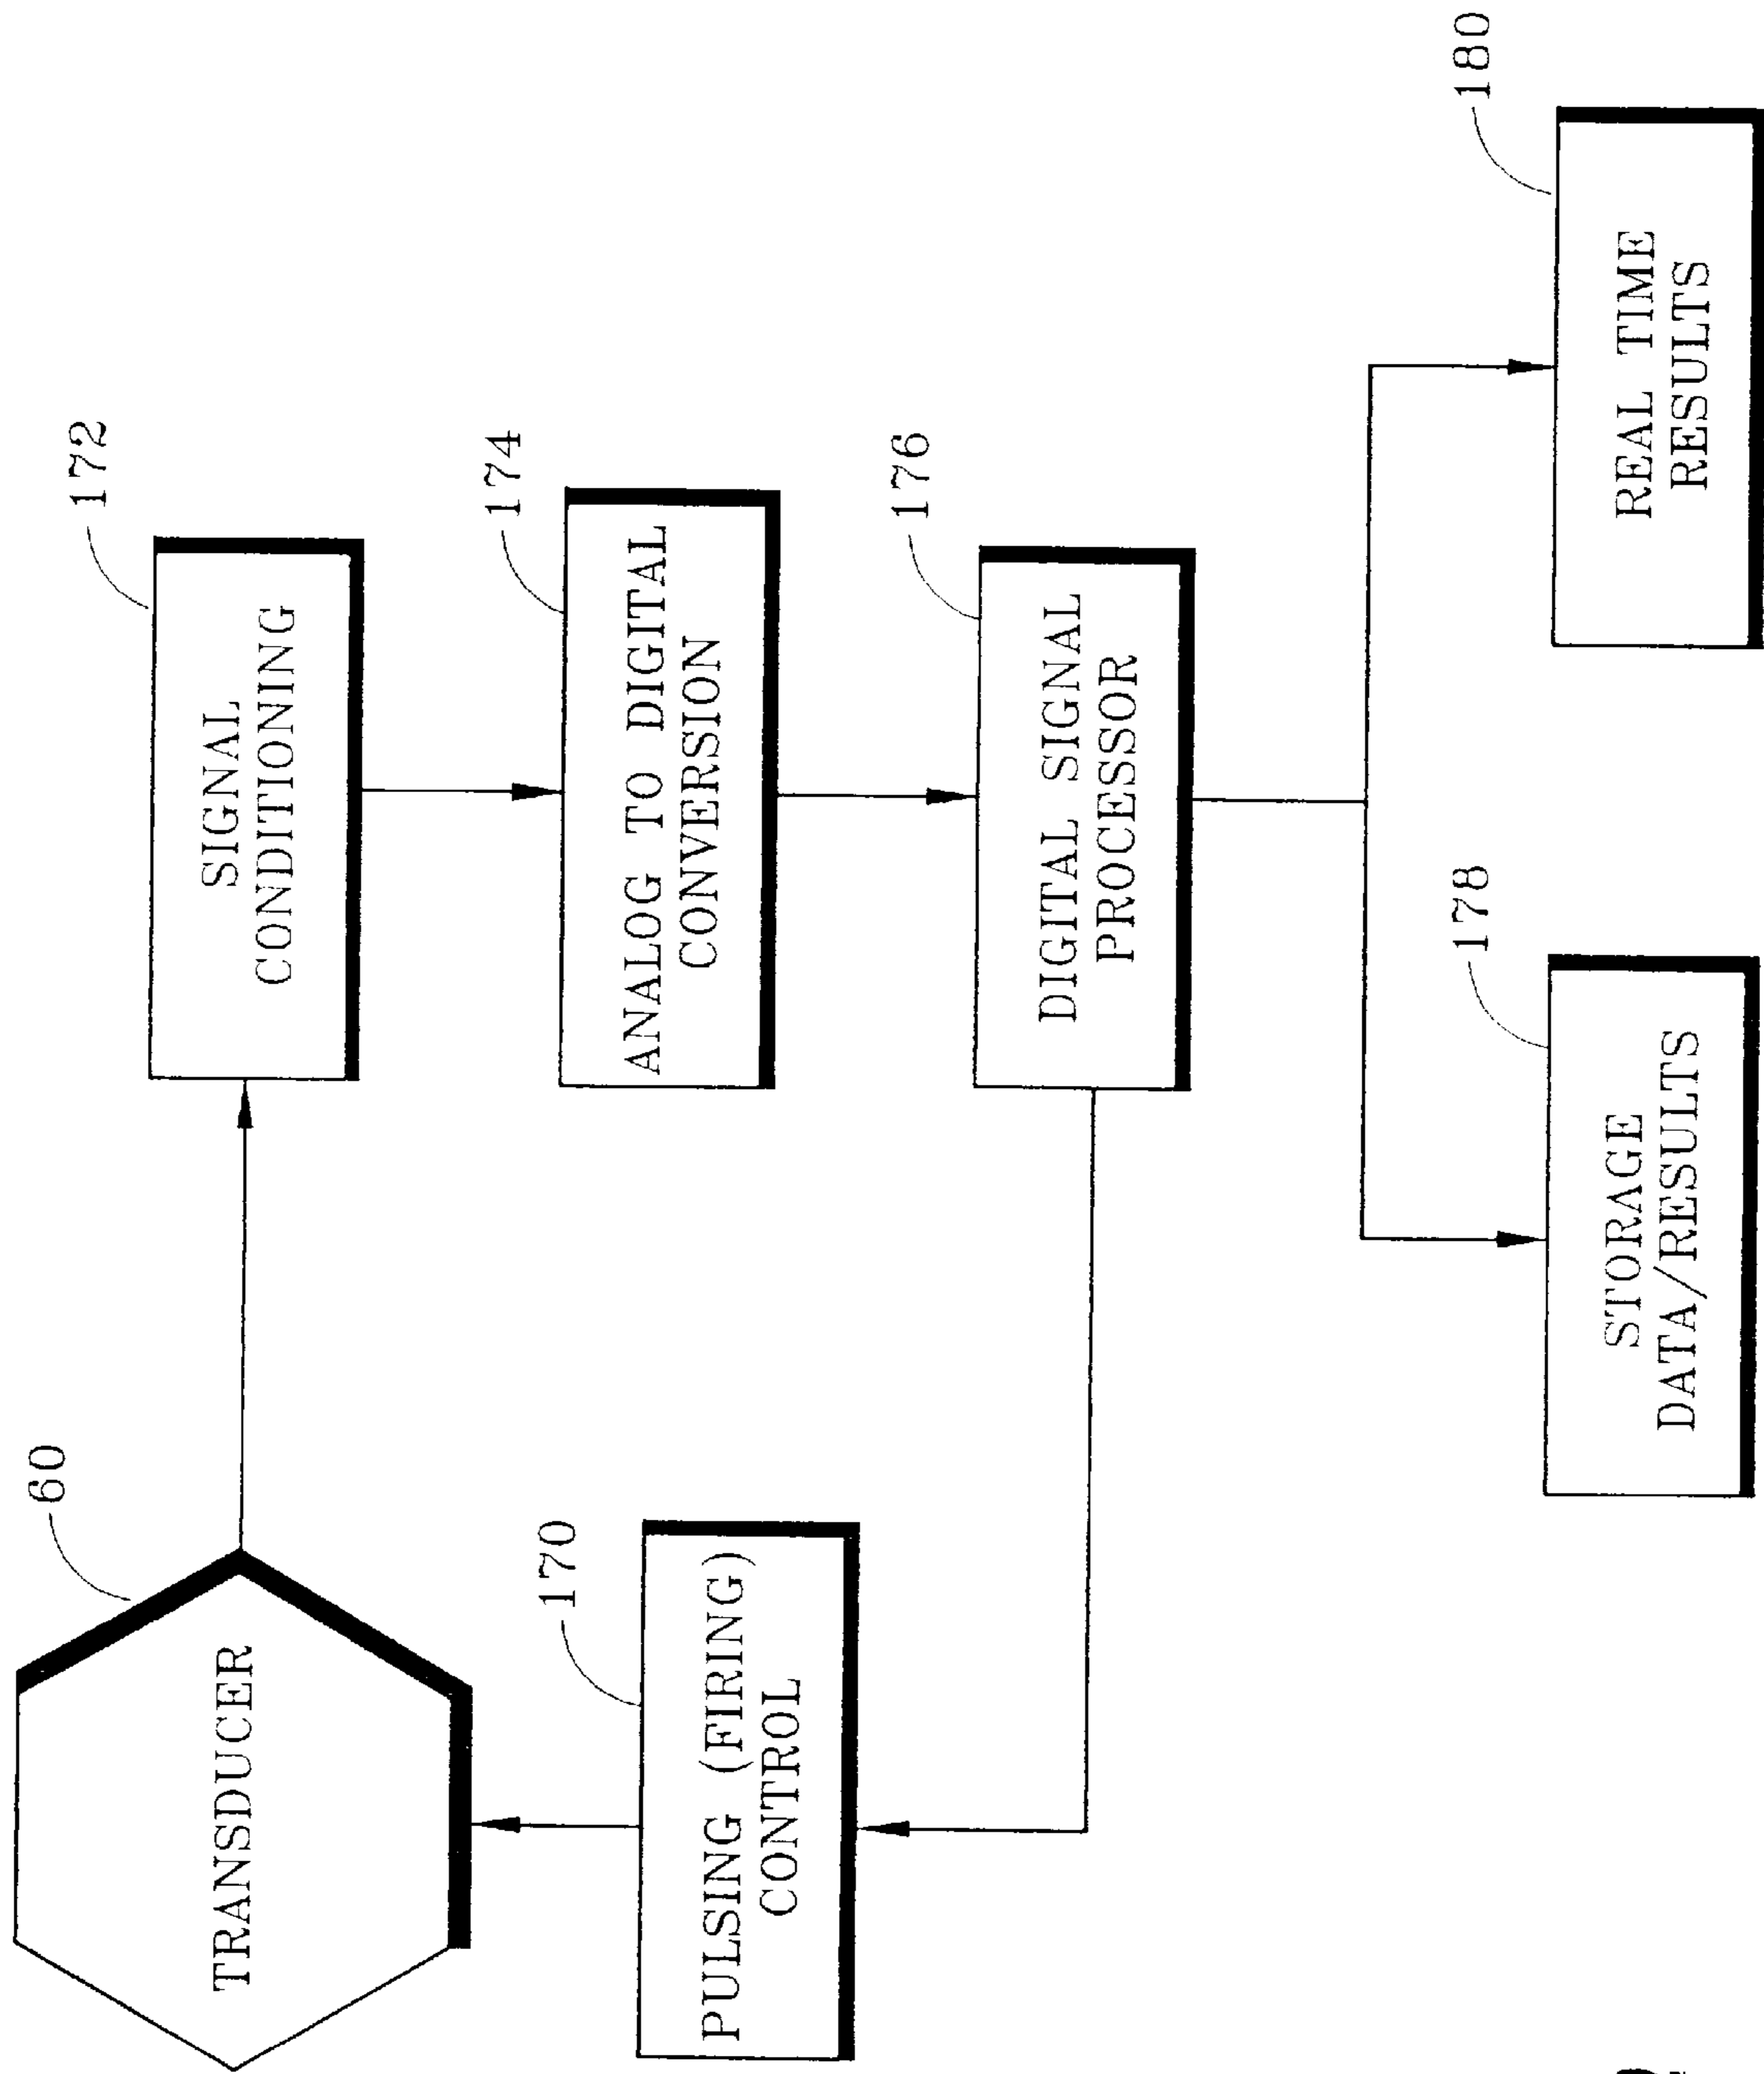 60
TRANSDUCER
172
SIGNAL
CONDITIONING
170
PULSING (FIRING)
CONTROL
174
ANALOG TO DIGITAL
CONVERSION
176
DIGITAL SIGNAL
PROCESSOR
178
STORAGE
DATA/RESULTS
180
REAL TIME
RESULTS